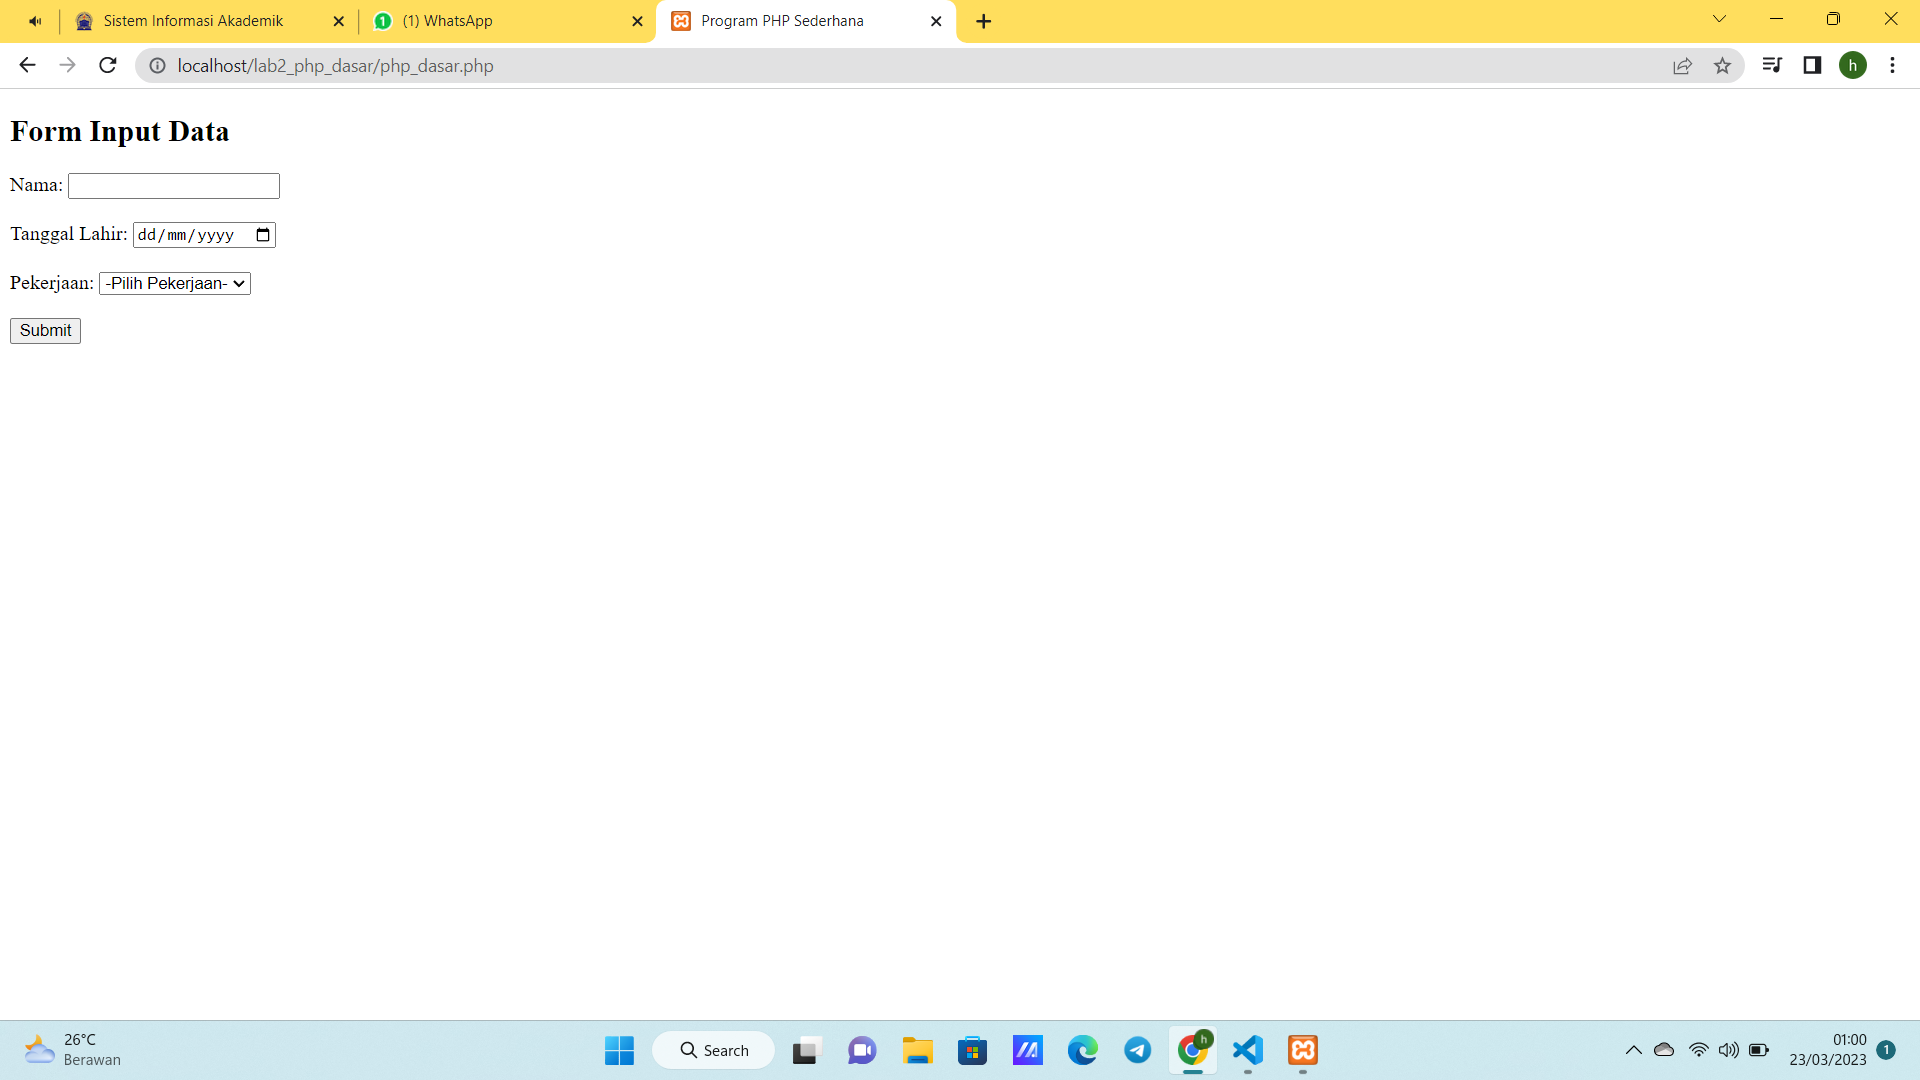 Sistem Informasi Akademik
1
(1) WhatsApp
Program PHP Sederhana
localhost/lab2_php_dasar/php_dasar.php
h
Form Input Data
Nama:
Tanggal Lahir: dd/mm/yyyy
Pekerjaan: -Pilih Pekerjaan-
Submit
26°C
Berawan
Search
h
01:00
23/03/2023
1